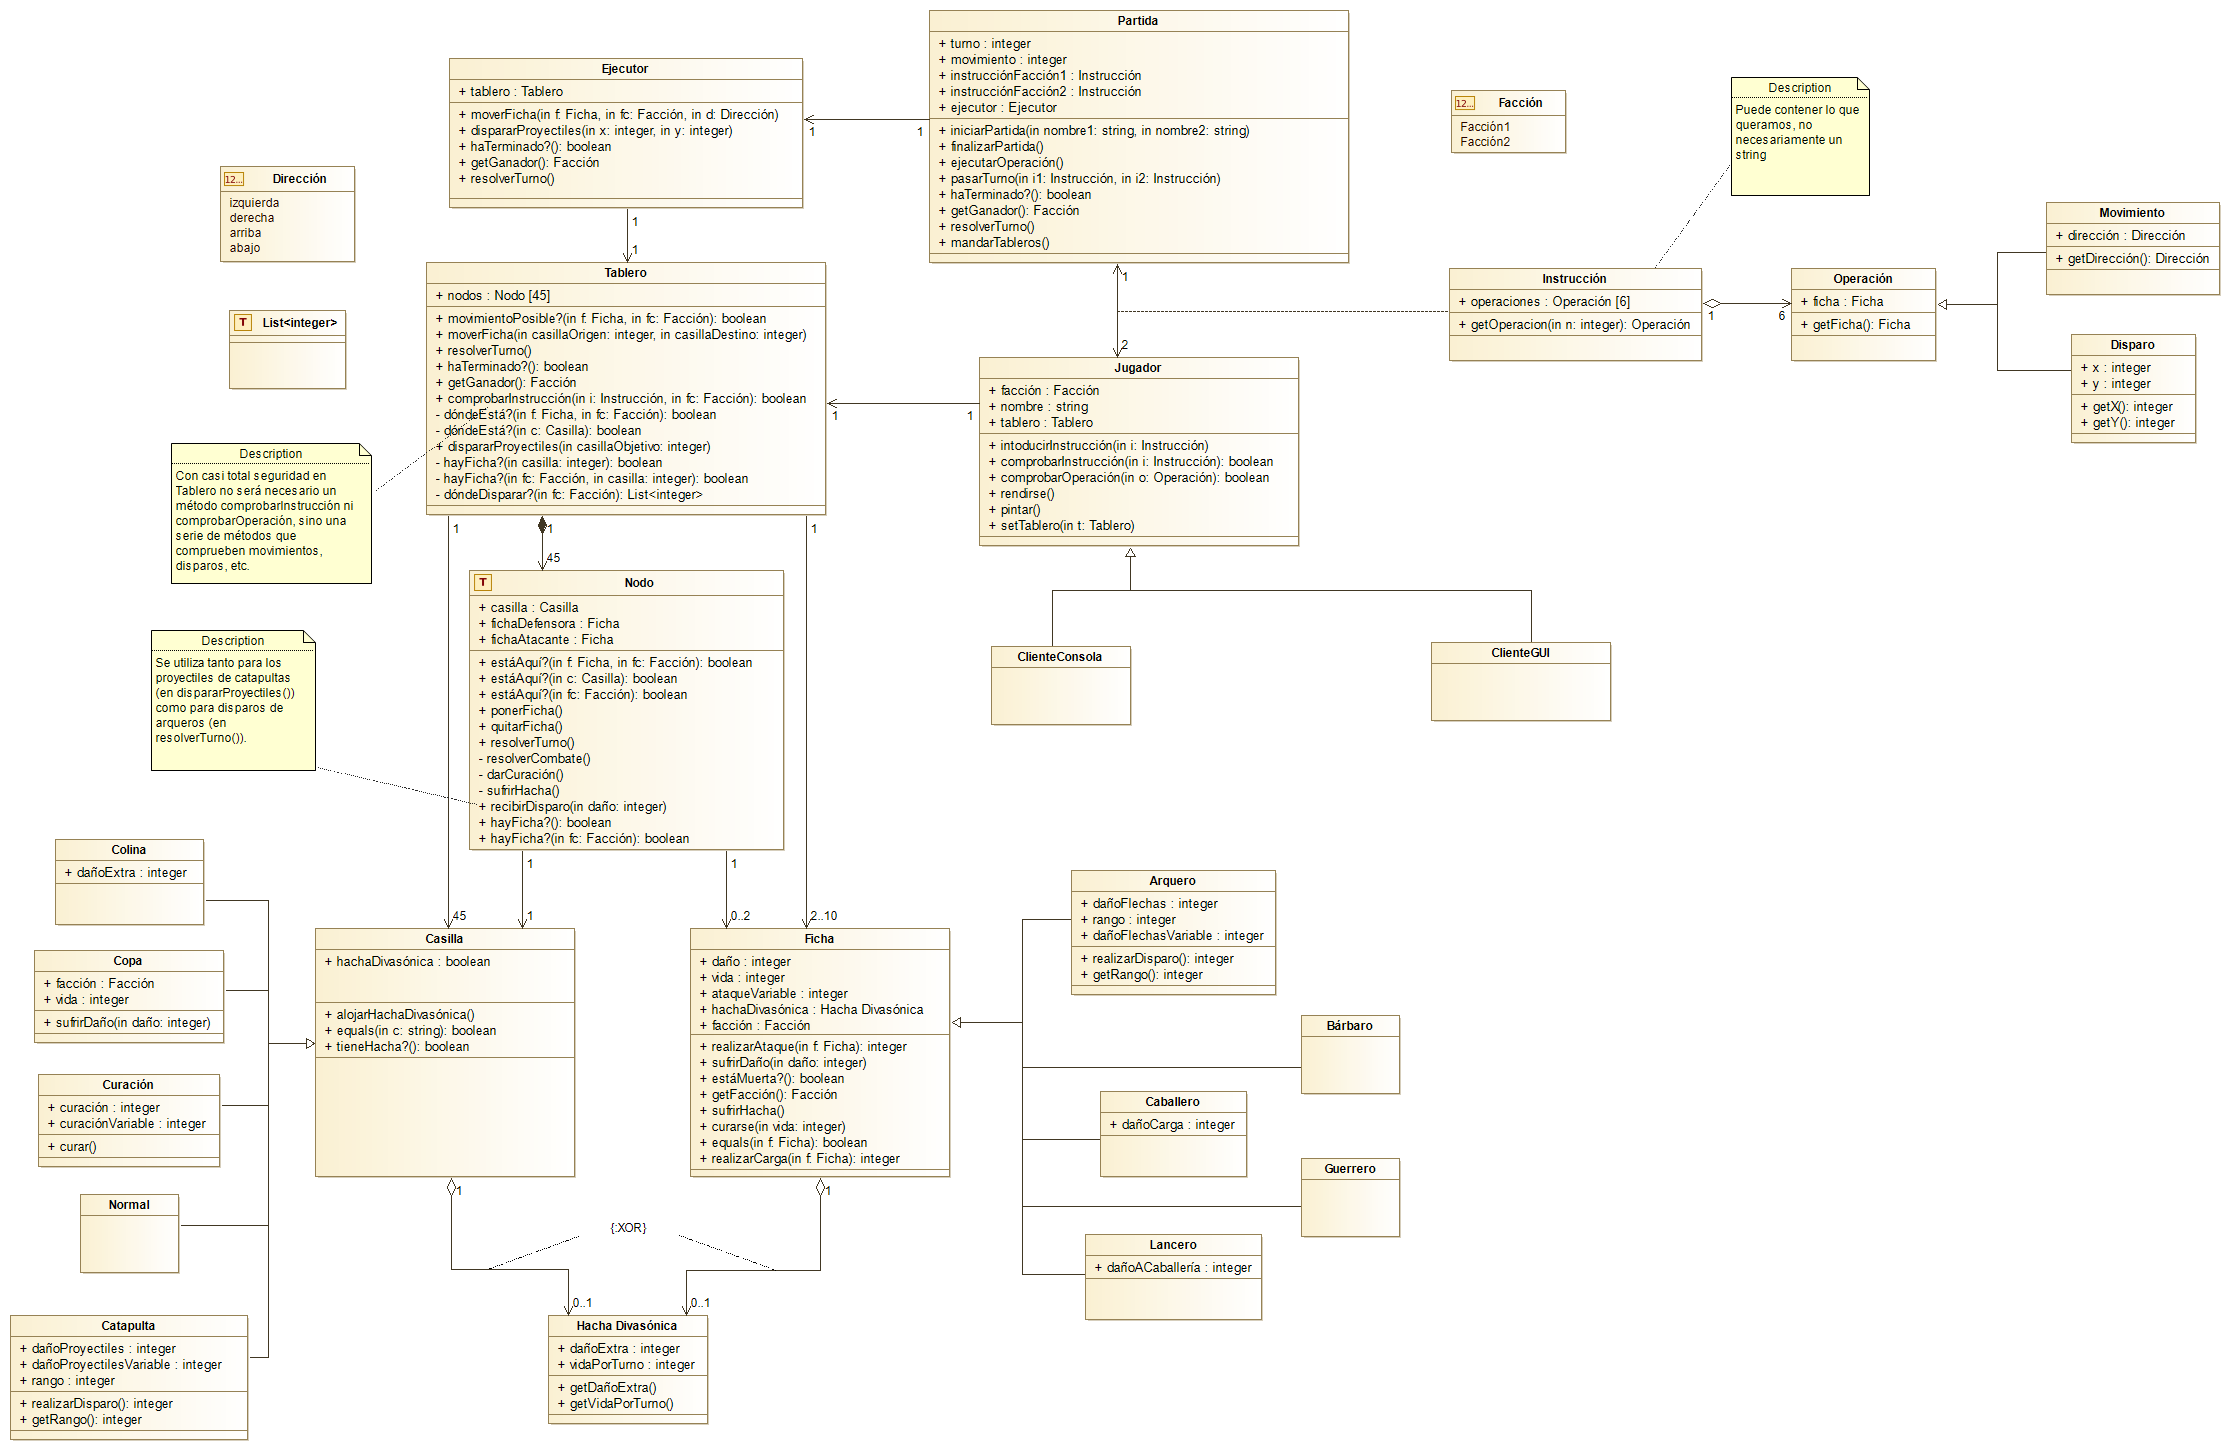 Partida
+ turno : integer
+ movimiento : integer
+ instrucciónFacción1 : Instrucción
+ instrucciónFacción2 : Instrucción
+ ejecutor : Ejecutor
+ iniciarPartida(in nombre1: string, in nombre2: string)
+ finalizarPartida()
+ ejecutarOperación()
+ pasarTurno(in i1: Instrucción, in i2: Instrucción)
+ haTerminado?(): boolean
+ getGanador(): Facción
+ resolverTurno()
+ mandarTableros()
Ejecutor
+ tablero : Tablero
+ moverFicha(in f: Ficha, in fc: Facción, in d: Dirección)
+ dispararProyectiles(in x: integer, in y: integer)
+ haTerminado?(): boolean
+ getGanador(): Facción
+ resolverTurno()
1
1
1
1
12...
Facción
Facción1
Facción2
Description
Puede contener lo que
queramos, no
necesariamente un
string
12...
Dirección
izquierda
derecha
arriba
abajo
T
List<integer>
Movimiento
+ dirección : Dirección
+ getDirección(): Dirección
Instrucción
+ operaciones : Operación [6]
+ getOperacion(in n: integer): Operación
1
6
Operación
+ ficha : Ficha
+ getFicha(): Ficha
Disparo
+ x : integer
+ y : integer
+ getX(): integer
+ getY(): integer
Tablero
+ nodos : Nodo [45]
+ movimientoPosible?(in f: Ficha, in fc: Facción): boolean
+ moverFicha(in casillaOrigen: integer, in casillaDestino: integer)
+ resolverTurno()
+ haTerminado?(): boolean
+ getGanador(): Facción
+ comprobarInstrucción(in i: Instrucción, in fc: Facción): boolean
- dóndeEstá?(in f: Ficha, in fc: Facción): boolean
- dóndeEstá?(in c: Casilla): boolean
+ dispararProyectiles(in casillaObjetivo: integer)
- hayFicha?(in casilla: integer): boolean
- hayFicha?(in fc: Facción, in casilla: integer): boolean
- dóndeDisparar?(in fc: Facción): List<integer>
1
2
Jugador
+ facción : Facción
+ nombre : string
+ tablero : Tablero
+ intoducirInstrucción(in i: Instrucción)
+ comprobarInstrucción(in i: Instrucción): boolean
+ comprobarOperación(in o: Operación): boolean
+ rendirse()
+ pintar()
+ setTablero(in t: Tablero)
1
1
Description
Con casi total seguridad en
Tablero no será necesario un
método comprobarInstrucción ni
comprobarOperación, sino una
serie de métodos que
comprueben movimientos,
disparos, etc.
1
1
1
45
T
Nodo
+ casilla : Casilla
+ fichaDefensora : Ficha
+ fichaAtacante : Ficha
+ estáAquí?(in f: Ficha, in fc: Facción): boolean
+ estáAquí?(in c: Casilla): boolean
+ estáAquí?(in fc: Facción): boolean
+ ponerFicha()
+ quitarFicha()
+ resolverTurno()
- resolverCombate()
- darCuración()
- sufrirHacha()
+ recibirDisparo(in daño: integer)
+ hayFicha?(): boolean
+ hayFicha?(in fc: Facción): boolean
ClienteConsola
ClienteGUI
Description
Se utiliza tanto para los
proyectiles de catapultas
(en dispararProyectiles())
como para disparos de
arqueros (en
resolverTurno()).
1
1
45
1
0..2
2..10
Colina
+ dañoExtra : integer
Copa
+ facción : Facción
+ vida : integer
+ sufrirDaño(in daño: integer)
Curación
+ curación : integer
+ curaciónVariable : integer
+ curar()
Normal
Catapulta
+ dañoProyectiles : integer
+ dañoProyectilesVariable : integer
+ rango : integer
+ realizarDisparo(): integer
+ getRango(): integer
Casilla
+ hachaDivasónica : boolean
+ alojarHachaDivasónica()
+ equals(in c: string): boolean
+ tieneHacha?(): boolean
Ficha
+ daño : integer
+ vida : integer
+ ataqueVariable : integer
+ hachaDivasónica : Hacha Divasónica
+ facción : Facción
+ realizarAtaque(in f: Ficha): integer
+ sufrirDaño(in daño: integer)
+ estáMuerta?(): boolean
+ getFacción(): Facción
+ sufrirHacha()
+ curarse(in vida: integer)
+ equals(in f: Ficha): boolean
+ realizarCarga(in f: Ficha): integer
Arquero
+ dañoFlechas : integer
+ rango : integer
+ dañoFlechasVariable : integer
+ realizarDisparo(): integer
+ getRango(): integer
Bárbaro
Caballero
+ dañoCarga : integer
Guerrero
Lancero
+ dañoACaballería : integer
1
1
{:XOR}
0..1
0..1
Hacha Divasónica
+ dañoExtra : integer
+ vidaPorTurno : integer
+ getDañoExtra()
+ getVidaPorTurno()